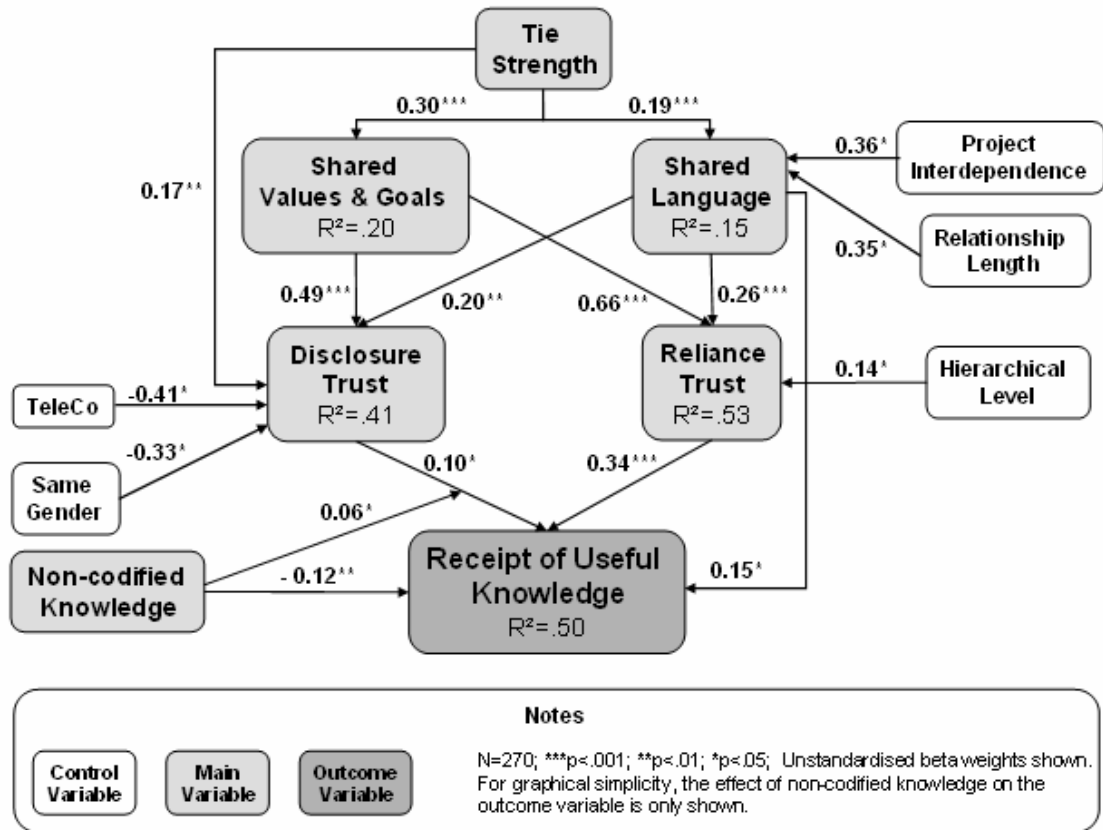 Tie
Strength
0.30***
0.19***
Shared
Values & Goals
R²=.20
Shared
Language
R²=.15
0.36*
Project
Interdependence
0.17**
0.35*
Relationship
Length
0.49***
0.20**
0.66***
0.26***
Disclosure
Trust
R²=.41
Reliance
Trust
R²=.53
0.14*
Hierarchical
Level
TeleCo
-0.41*
-0.33*
Same
Gender
0.10*
0.34***
0.06*
Non-codified
Knowledge
- 0.12**
Receipt of Useful
Knowledge
R²=.50
0.15*
Notes
Control
Variable
Main
Variable
Outcome
Variable
N=270; ***p<.001; **p<.01; *p<.05; Unstandardised beta weights shown.
For graphical simplicity, the effect of non-codified knowledge on the
outcome variable is only shown.